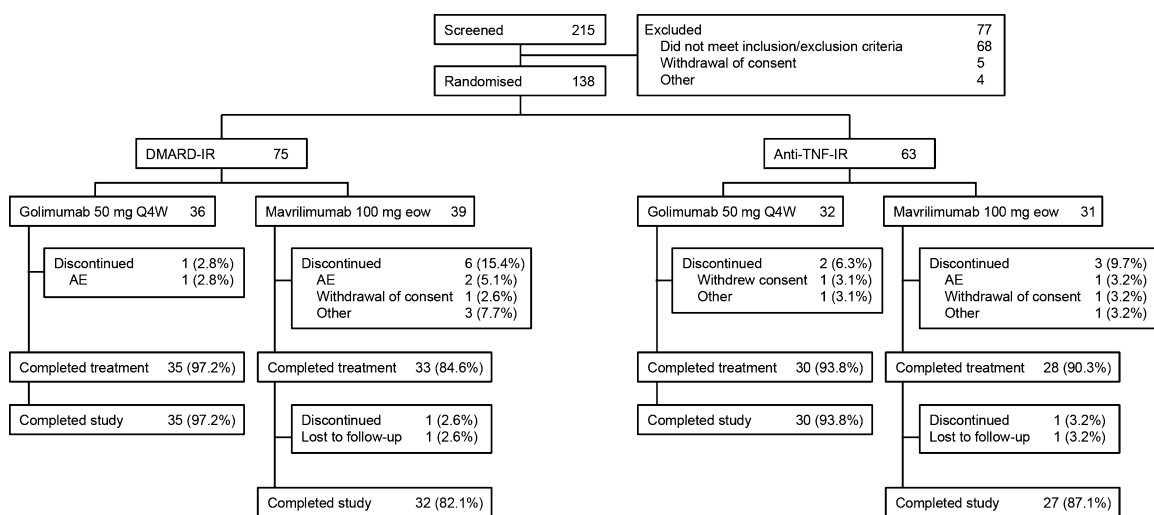 Screened 215
Excluded 77
Did not meet inclusion/exclusion criteria 68
Withdrawal of consent 5
Other 4
Randomised 138
DMARD-IR 75
Anti-TNF-IR 63
Golimumab 50 mg Q4W 36
Mavrilimumab 100 mg eow 39
Golimumab 50 mg Q4W 32
Mavrilimumab 100 mg eow 31
Discontinued 1 (2.8%)
AE 1 (2.8%)
Discontinued 6 (15.4%)
AE 2 (5.1%)
Withdrawal of consent 1 (2.6%)
Other 3 (7.7%)
Discontinued 2 (6.3%)
Withdrew consent 1 (3.1%)
Other 1 (3.1%)
Discontinued 3 (9.7%)
AE 1 (3.2%)
Withdrawal of consent 1 (3.2%)
Other 1 (3.2%)
Completed treatment 35 (97.2%)
Completed treatment 33 (84.6%)
Completed treatment 30 (93.8%)
Completed treatment 28 (90.3%)
Completed study 35 (97.2%)
Discontinued 1 (2.6%)
Lost to follow-up 1 (2.6%)
Completed study 30 (93.8%)
Discontinued 1 (3.2%)
Lost to follow-up 1 (3.2%)
Completed study 32 (82.1%)
Completed study 27 (87.1%)